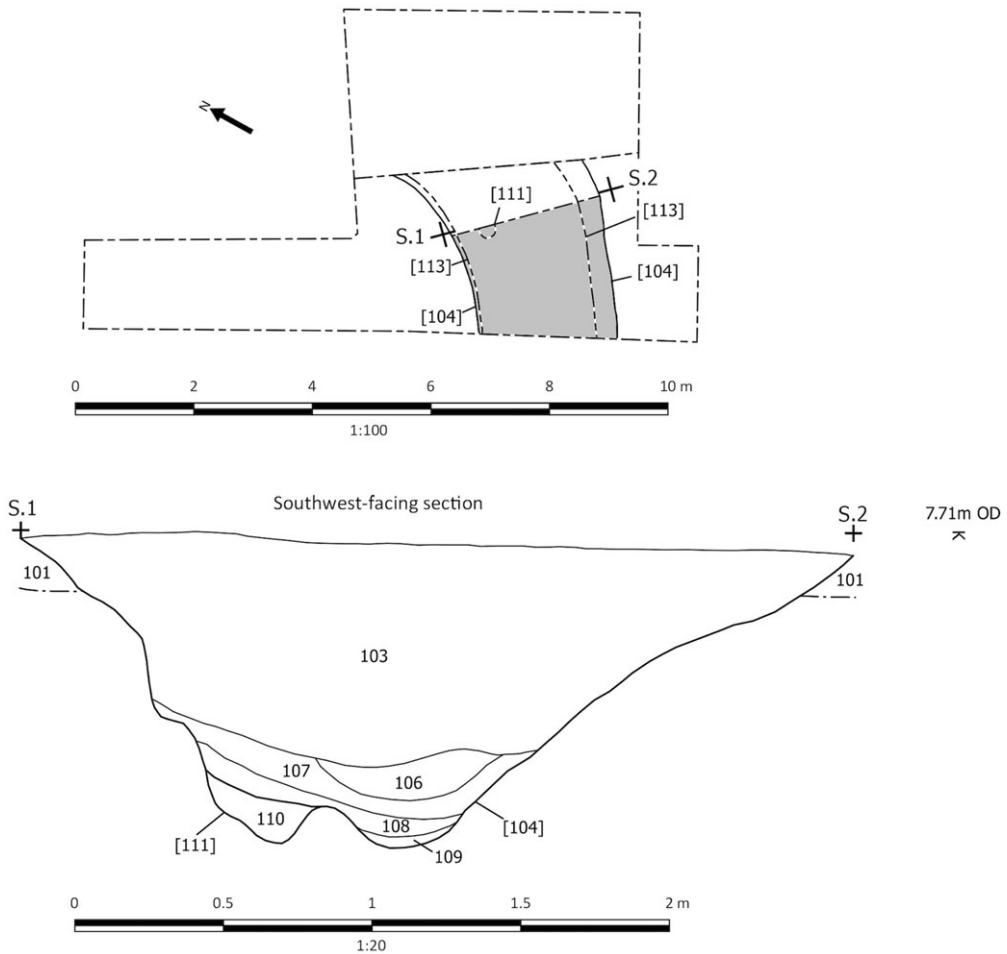 N
[111]
S.2
S.1
[113]
[113]
[104]
[104]
0 2 4 6 8 10 m
1:100
Southwest-facing section
S.1
S.2
7.71m OD
101
101
103
107
106
110
108
[104]
[111]
109
0 0.5 1 1.5 2 m
1:20